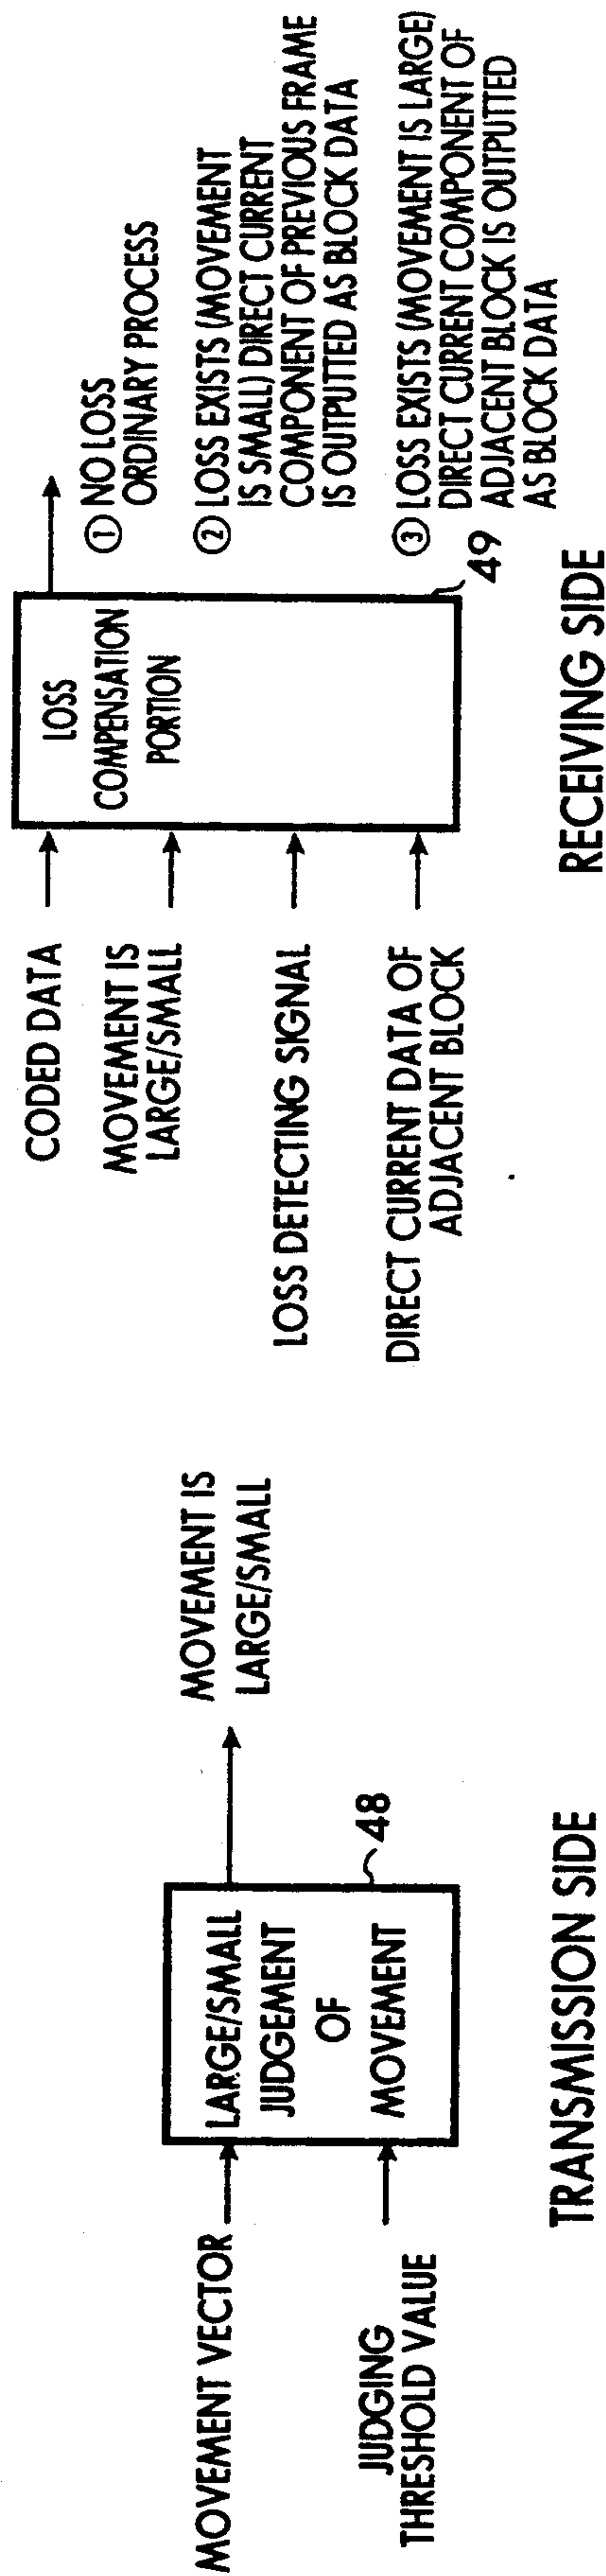 MOVEMENT VECTOR
JUDGING
THRESHOLD VALUE
LARGE/SMALL
JUDGEMENT
OF
MOVEMENT
48
MOVEMENT IS
LARGE/SMALL
TRANSMISSION SIDE
CODED DATA
MOVEMENT IS
LARGE/SMALL
LOSS DETECTING SIGNAL
DIRECT CURRENT DATA OF
ADJACENT BLOCK
LOSS
COMPENSATION
PORTION
49
① NO LOSS
ORDINARY PROCESS
② LOSS EXISTS (MOVEMENT
IS SMALL) DIRECT CURRENT
COMPONENT OF PREVIOUS FRAME
IS OUTPUTTED AS BLOCK DATA
③ LOSS EXISTS (MOVEMENT IS LARGE)
DIRECT CURRENT COMPONENT OF
ADJACENT BLOCK IS OUTPUTTED
AS BLOCK DATA
RECEIVING SIDE